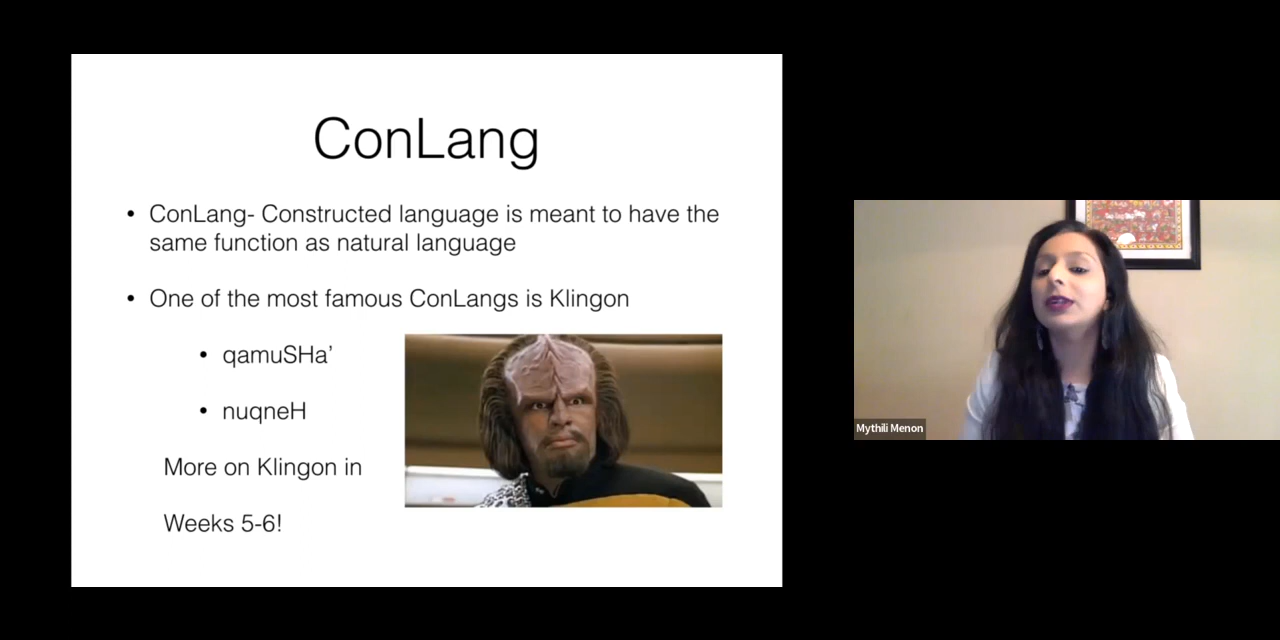 ConLang
• ConLang- Constructed language is meant to have the
same function as natural language
• One of the most famous ConLangs is Klingon
• qamuSHa’
• nuqneH
More on Klingon in
Weeks 5-6!
Mythili Menon